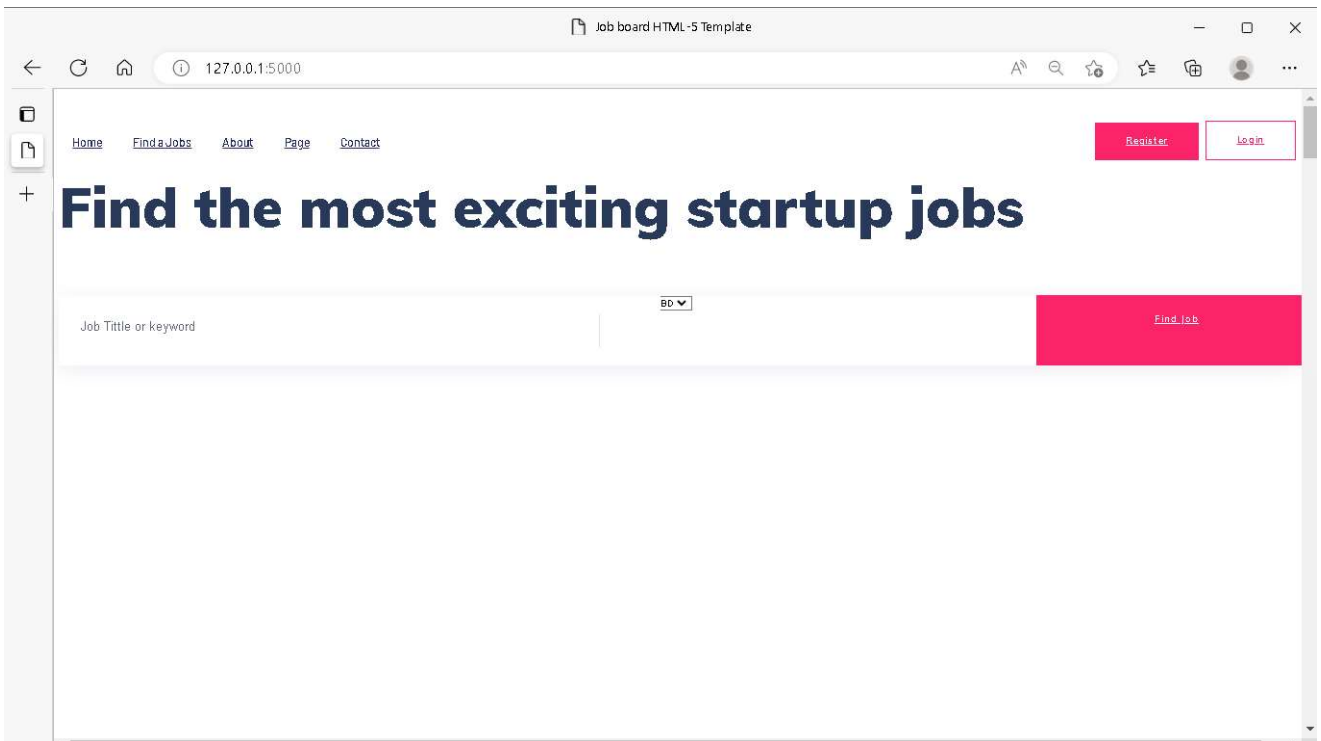 Job board HTML-5 Template
127.0.0.1:5000
Home Find a Jobs About Page Contact Register Login
Find the most exciting startup jobs
BD
Job Tittle or keyword Find Job